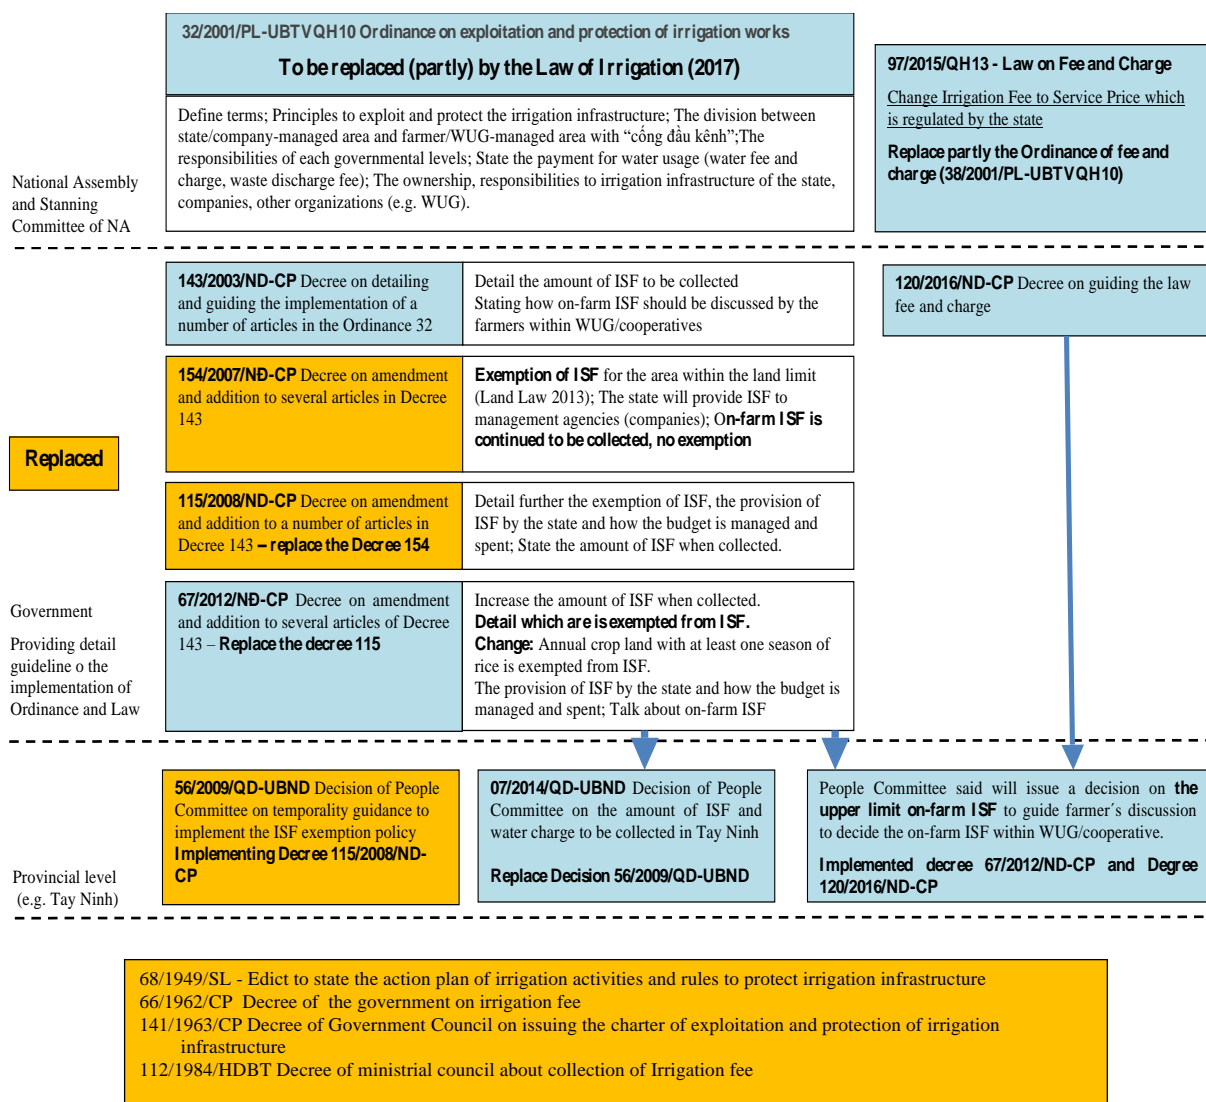 32/2001/PL-UBTVQH10 Ordinance on exploitation and protection of irrigation works
To be replaced (partly) by the Law of Irrigation (2017)
Define terms; Principles to exploit and protect the irrigation infrastructure; The division between
state/company-managed area and farmer/WUG-managed area with “cống đầu kênh”;The
responsibilities of each governmental levels; State the payment for water usage (water fee and
charge, waste discharge fee); The ownership, responsibilities to irrigation infrastructure of the state,
companies, other organizations (e.g. WUG).
97/2015/QH13 - Law on Fee and Charge
Change Irrigation Fee to Service Price which
is regulated by the state
Replace partly the Ordinance of fee and
charge (38/2001/PL-UBTVQH10)
National Assembly
and Stanning
Committee of NA
143/2003/ND-CP Decree on detailing
and guiding the implementation of a
number of articles in the Ordinance 32
Detail the amount of ISF to be collected
Stating how on-farm ISF should be discussed by the
farmers within WUG/cooperatives
120/2016/ND-CP Decree on guiding the law
fee and charge
154/2007/NĐ-CP Decree on amendment
and addition to several articles in Decree
143
Exemption of ISF for the area within the land limit
(Land Law 2013); The state will provide ISF to
management agencies (companies); On-farm ISF is
continued to be collected, no exemption
Replaced
115/2008/ND-CP Decree on amendment
and addition to a number of articles in
Decree 143 – replace the Decree 154
Detail further the exemption of ISF, the provision of
ISF by the state and how the budget is managed and
spent; State the amount of ISF when collected.
67/2012/NĐ-CP Decree on amendment
and addition to several articles of Decree
143 – Replace the decree 115
Increase the amount of ISF when collected.
Detail which are is exempted from ISF.
Change: Annual crop land with at least one season of
rice is exempted from ISF.
The provision of ISF by the state and how the budget is
managed and spent; Talk about on-farm ISF
Government
Providing detail
guideline o the
implementation of
Ordinance and Law
56/2009/QD-UBND Decision of People
Committee on temporality guidance to
implement the ISF exemption policy
Implementing Decree 115/2008/ND-
CP
07/2014/QD-UBND Decision of People
Committee on the amount of ISF and
water charge to be collected in Tay Ninh
Replace Decision 56/2009/QD-UBND
People Committee said will issue a decision on the
upper limit on-farm ISF to guide farmer´s discussion
to decide the on-farm ISF within WUG/cooperative.
Implemented decree 67/2012/ND-CP and Degree
120/2016/ND-CP
Provincial level
(e.g. Tay Ninh)
68/1949/SL - Edict to state the action plan of irrigation activities and rules to protect irrigation infrastructure
66/1962/CP Decree of the government on irrigation fee
141/1963/CP Decree of Government Council on issuing the charter of exploitation and protection of irrigation
infrastructure
112/1984/HDBT Decree of ministrial council about collection of Irrigation fee